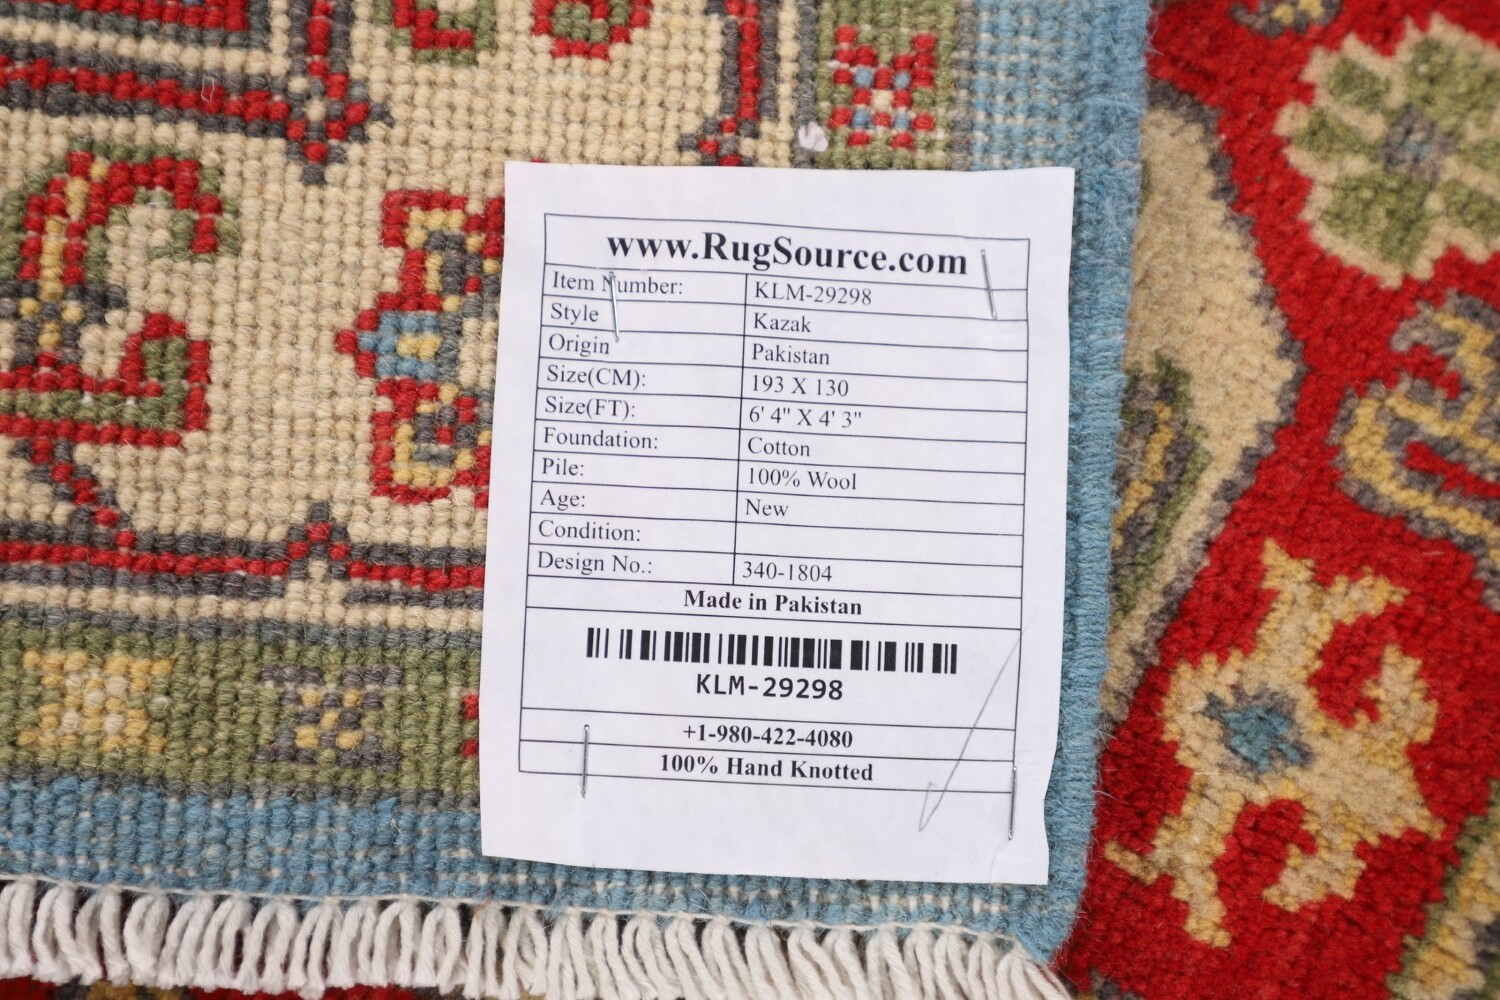 www.RugSource.com
Item Number: KLM-29298
Style Kazak
Origin Pakistan
Size(CM): 193 X 130
Size(FT): 6' 4" X 4' 3"
Foundation: Cotton
Pile: 100% Wool
Age: New
Condition:
Design No.: 340-1804
Made in Pakistan
KLM-29298
+1-980-422-4080
100% Hand Knotted